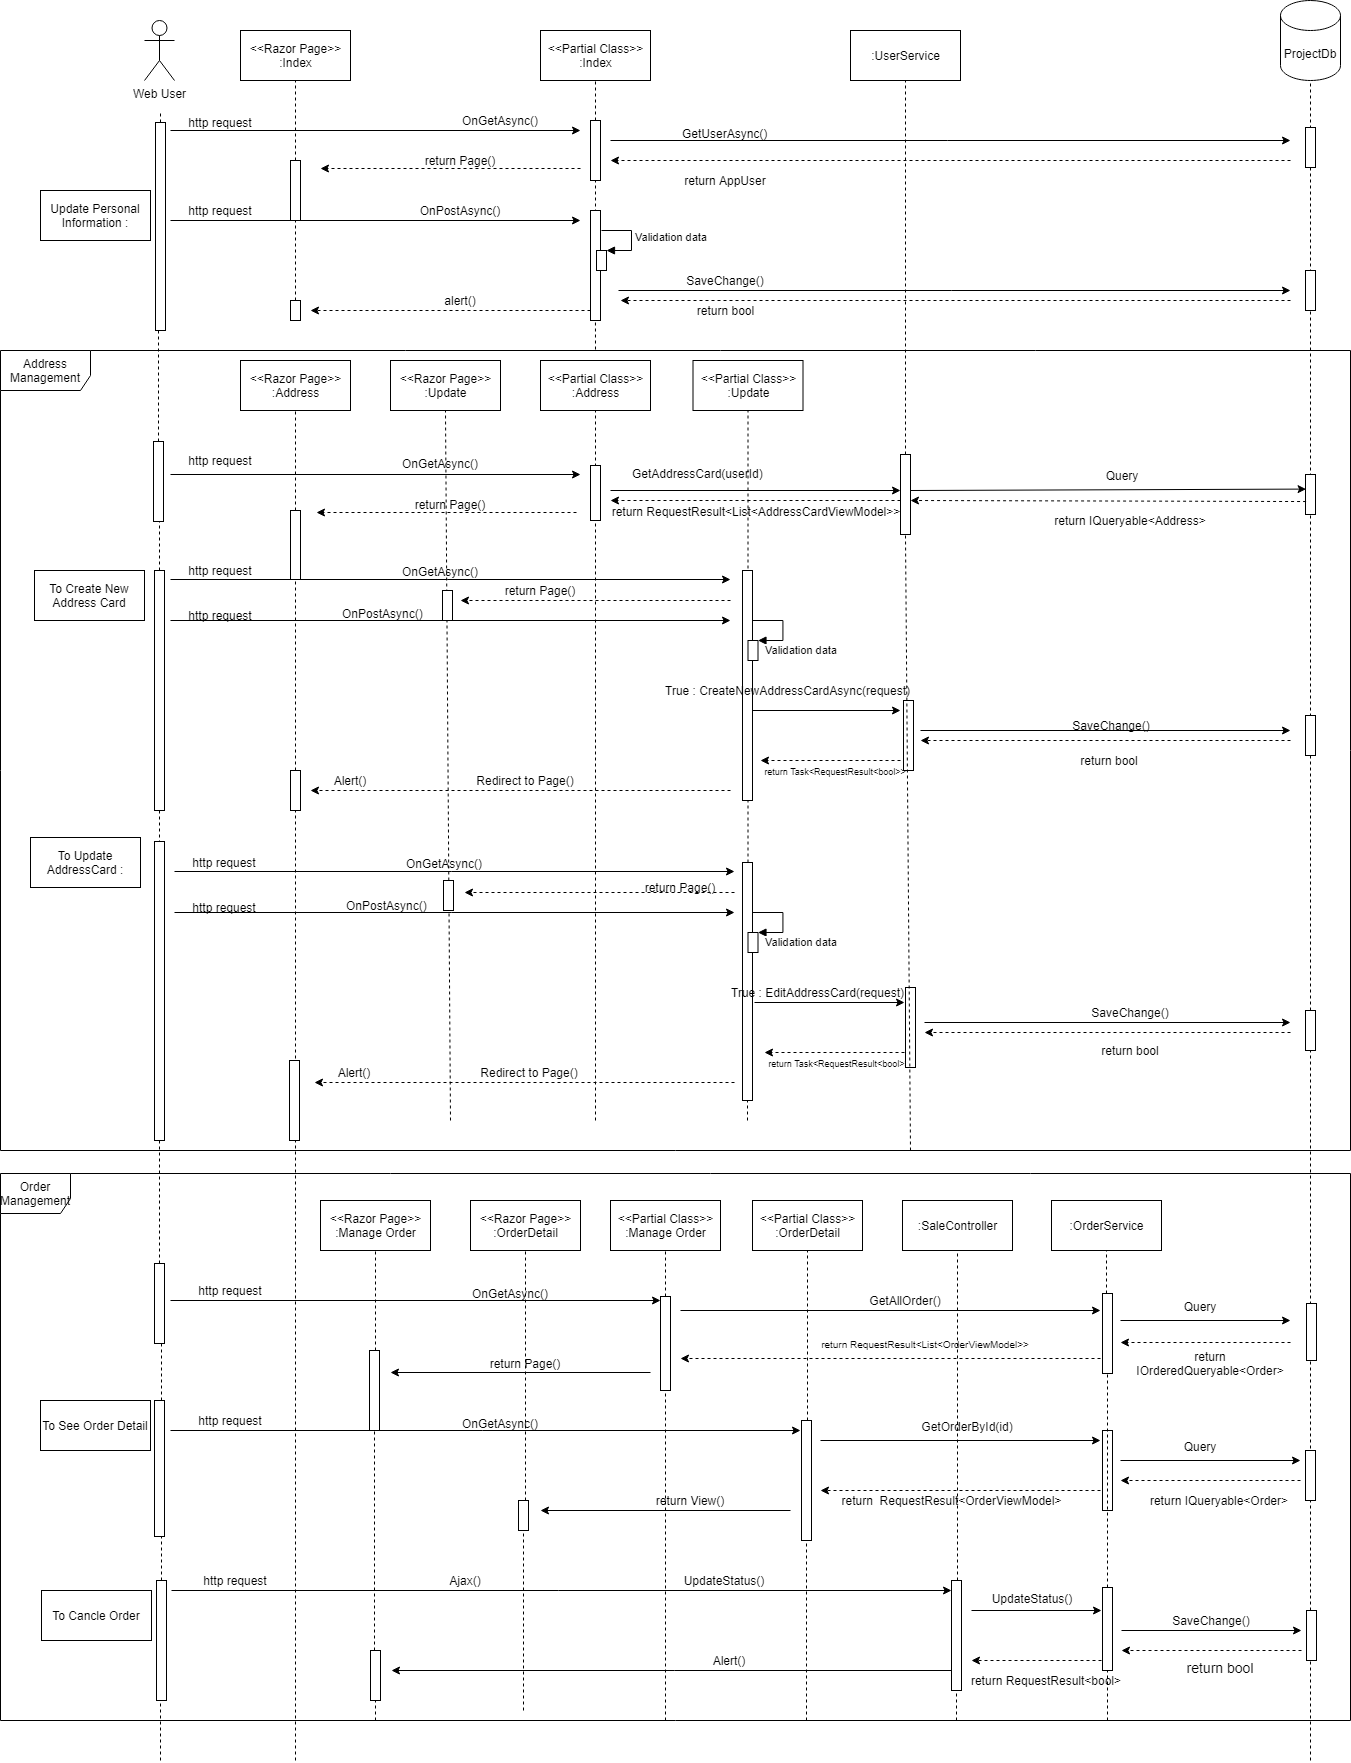 <<Razor Page>>
:Index
<<Partial Class>>
:Index
:UserService
ProjectDb
Web User
http request
OnGetAsync()
GetUserAsync()
return Page()
return AppUser
Update Personal
Information :
http request
OnPostAsync()
Validation data
SaveChange()
alert()
return bool
Address
Management
<<Razor Page>>
:Address
<<Razor Page>>
:Update
<<Partial Class>>
:Address
<<Partial Class>>
:Update
http request
OnGetAsync()
GetAddressCard(userId)
Query
return Page()
return RequestResult<List<AddressCardViewModel>>
return IQueryable<Address>
To Create New
Address Card
http request
OnGetAsync()
return Page()
http request
OnPostAsync()
Validation data
True : CreateNewAddressCardAsync(request)
SaveChange()
return bool
return Task<RequestResult<bool>>
Alert()
Redirect to Page()
To Update
AddressCard :
http request
OnGetAsync()
return Page()
http request
OnPostAsync()
Validation data
True : EditAddressCard(request)
SaveChange()
return bool
return Task<RequestResult<bool>
Alert()
Redirect to Page()
Order
Management
<<Razor Page>>
:Manage Order
<<Razor Page>>
:OrderDetail
<<Partial Class>>
:Manage Order
<<Partial Class>>
:OrderDetail
:SaleController
:OrderService
http request
OnGetAsync()
GetAllOrder()
Query
return RequestResult<List<OrderViewModel>>
return
IOrderedQueryable<Order>
return Page()
To See Order Detail
http request
OnGetAsync()
GetOrderById(id)
Query
return View()
return  RequestResult<OrderViewModel>
return IQueryable<Order>
To Cancle Order
http request
Ajax()
UpdateStatus()
UpdateStatus()
SaveChange()
Alert()
return RequestResult<bool>
return bool